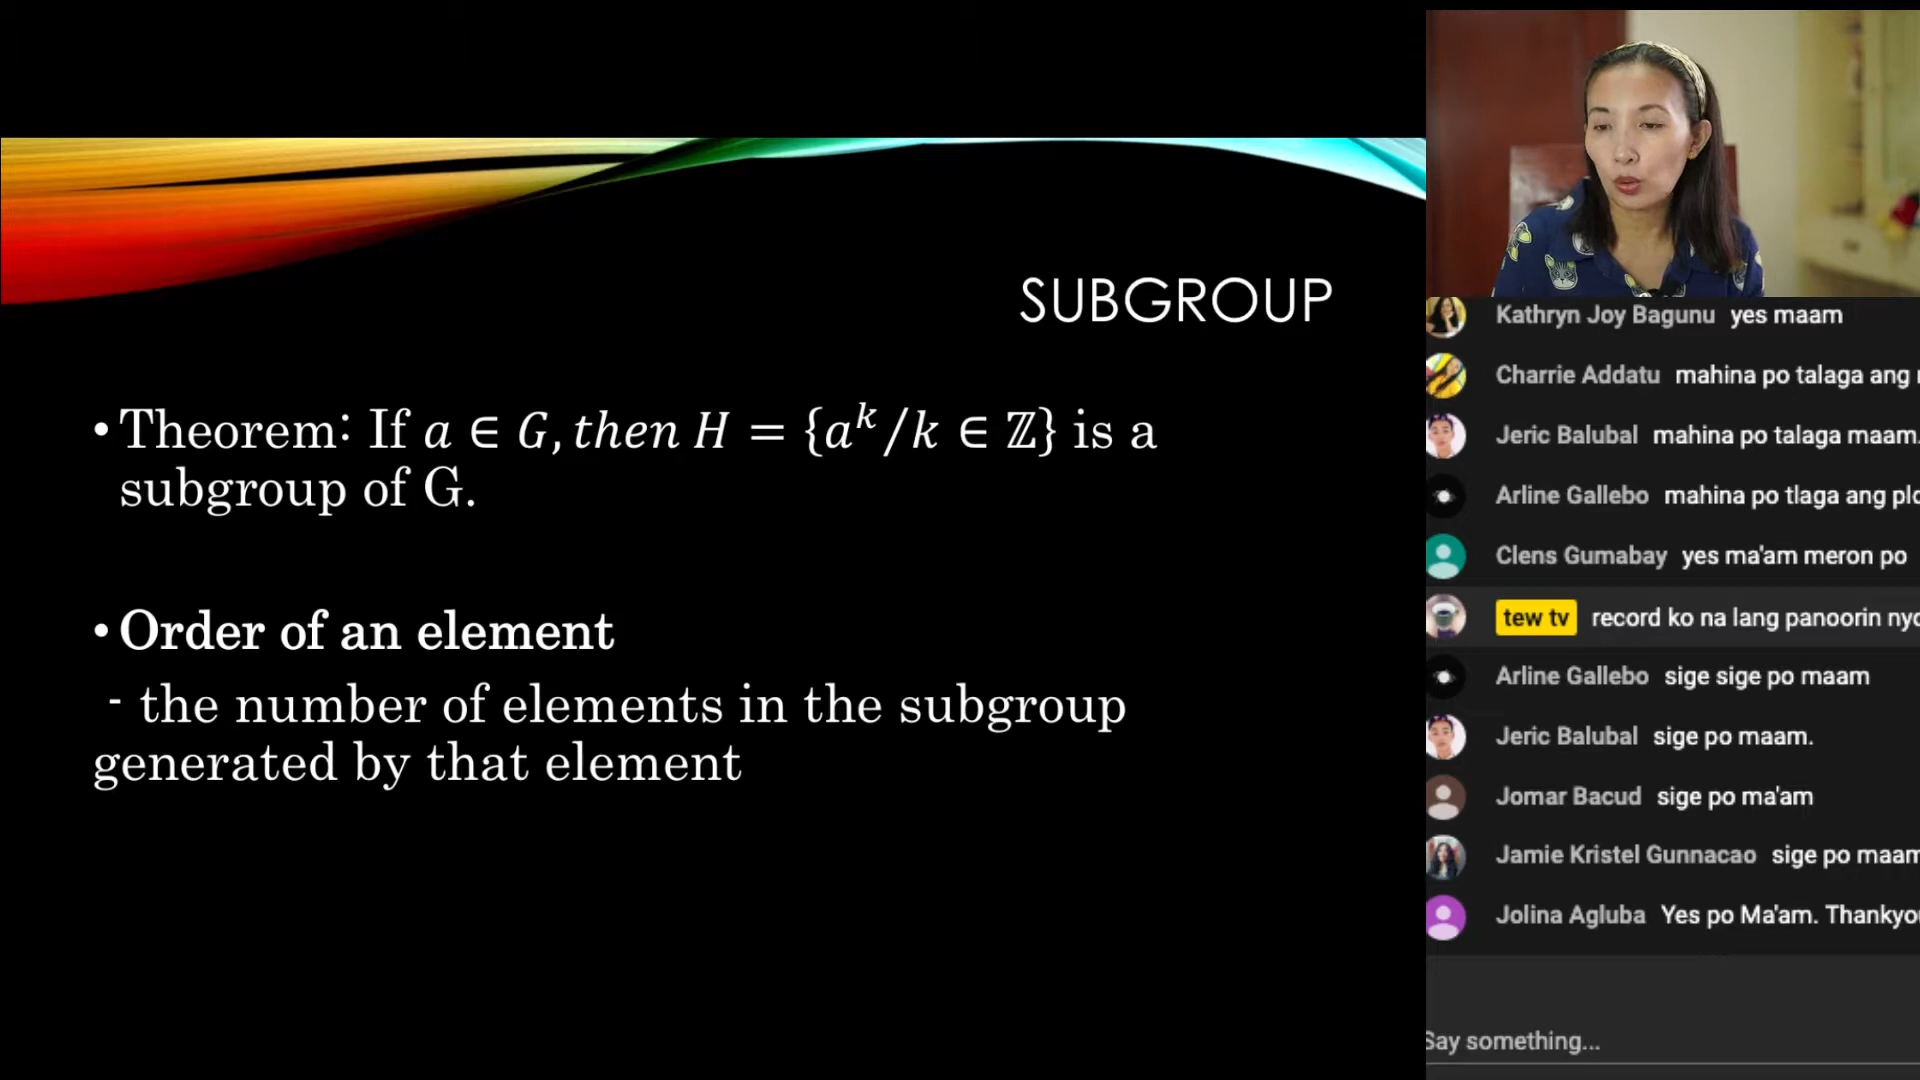 SUBGROUP
• Theorem: If a ∈ G, then H = {a^k/k ∈ ℤ} is a
subgroup of G.
• Order of an element
- the number of elements in the subgroup
generated by that element
Kathryn Joy Bagunu yes maam
Charrie Addatu mahina po talaga ang
Jeric Balubal mahina po talaga maam.
Arline Gallebo mahina po tlaga ang
Clens Gumabay yes ma'am meron po
tew tv record ko na lang panoorin
Arline Gallebo sige sige po maam
Jeric Balubal sige po maam.
Jomar Bacud sige po ma'am
Jamie Kristel Gunnacao sige po maam
Jolina Agluba Yes po Ma'am.
Say something...